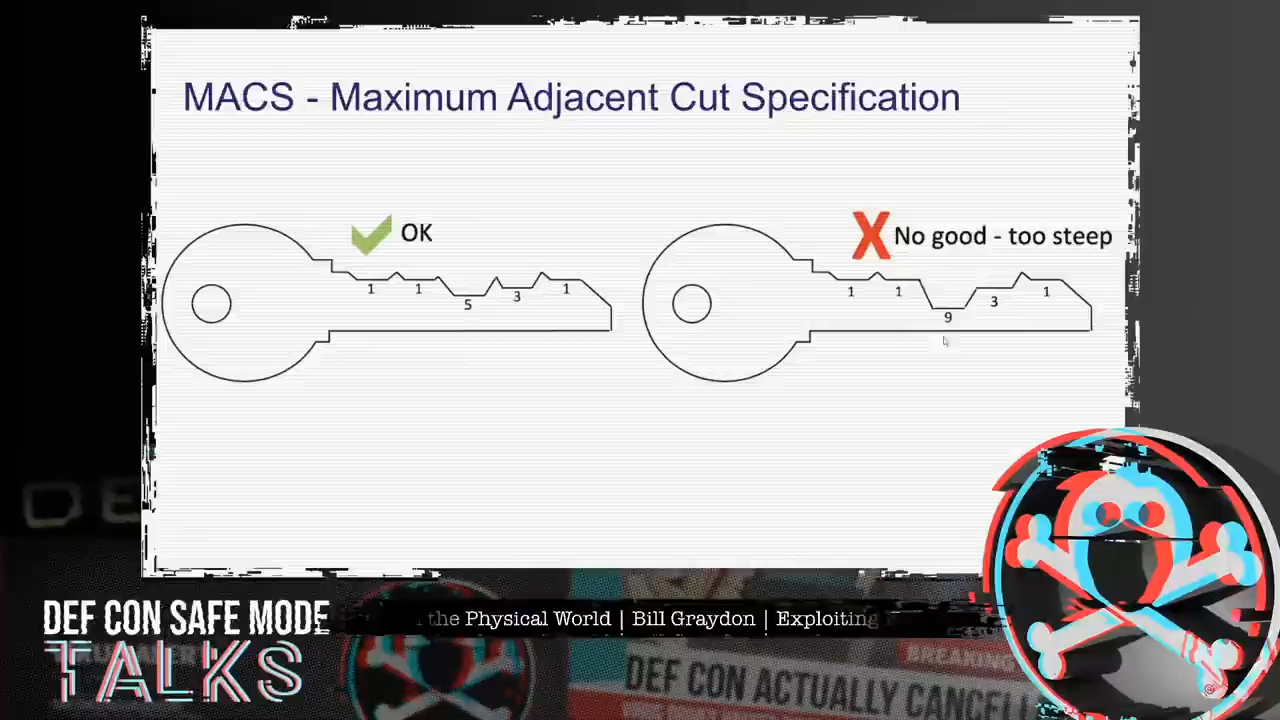 MACS - Maximum Adjacent Cut Specification
OK
No good - too steep
1 1 5 3 1
1 1 9 3 1
DEF CON SAFE MODE
TALKS
the Physical World | Bill Graydon | Exploiting
BREAKING
DEF CON ACTUALLY CANCELL
DE